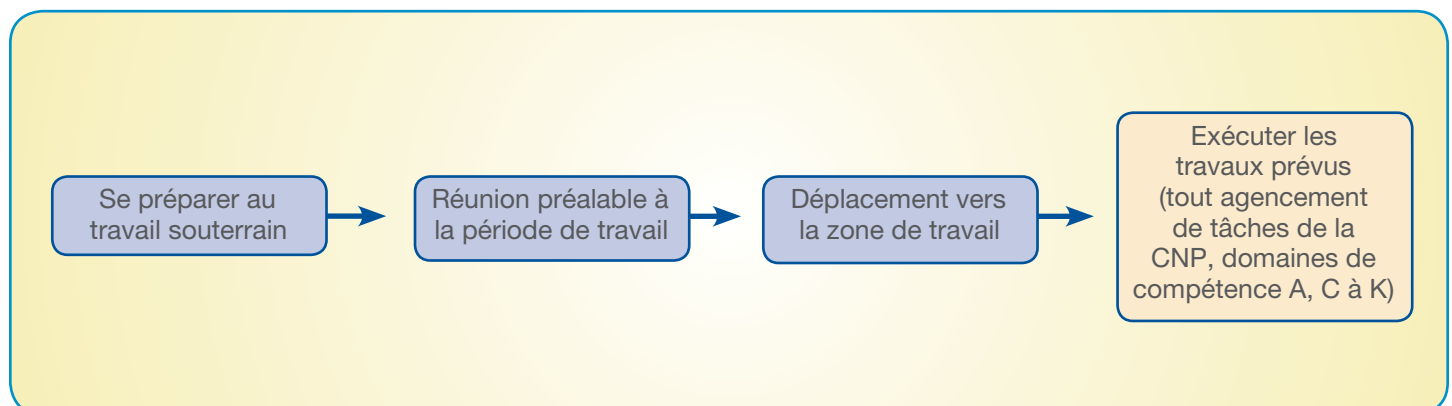 Se préparer au
travail souterrain
Réunion préalable à
la période de travail
Déplacement vers
la zone de travail
Exécuter les
travaux prévus
(tout agencement
de tâches de la
CNP, domaines de
compétence A, C à K)